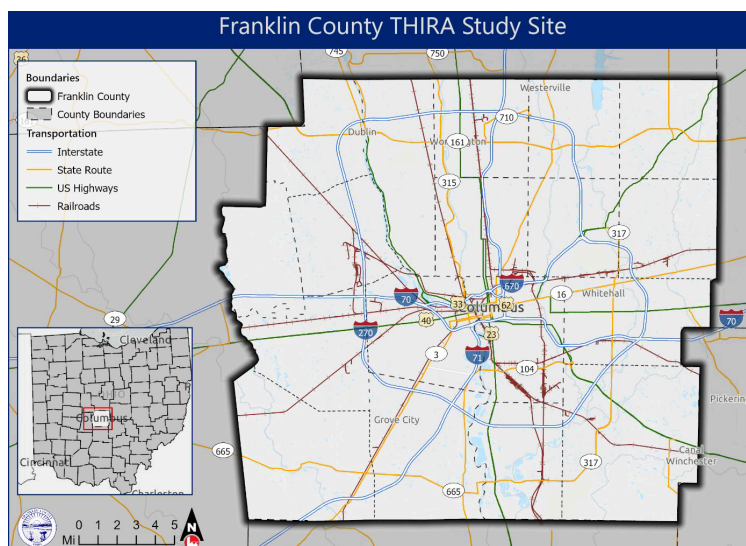 Franklin County THIRA Study Site
Boundaries
Franklin County
County Boundaries
Transportation
Interstate
State Route
US Highways
Railroads
36
745
750
Westerville
Dublin
710
161
315
317
29
70
670
33
62
Columbus
16
Whitehall
40
270
23
70
3
71
104
Grove City
Canal
Winchester
665
317
665
Cleveland
OHIO
Columbus
Cincinnati
Charleston
0 1 2 3 4 5
Mi
N